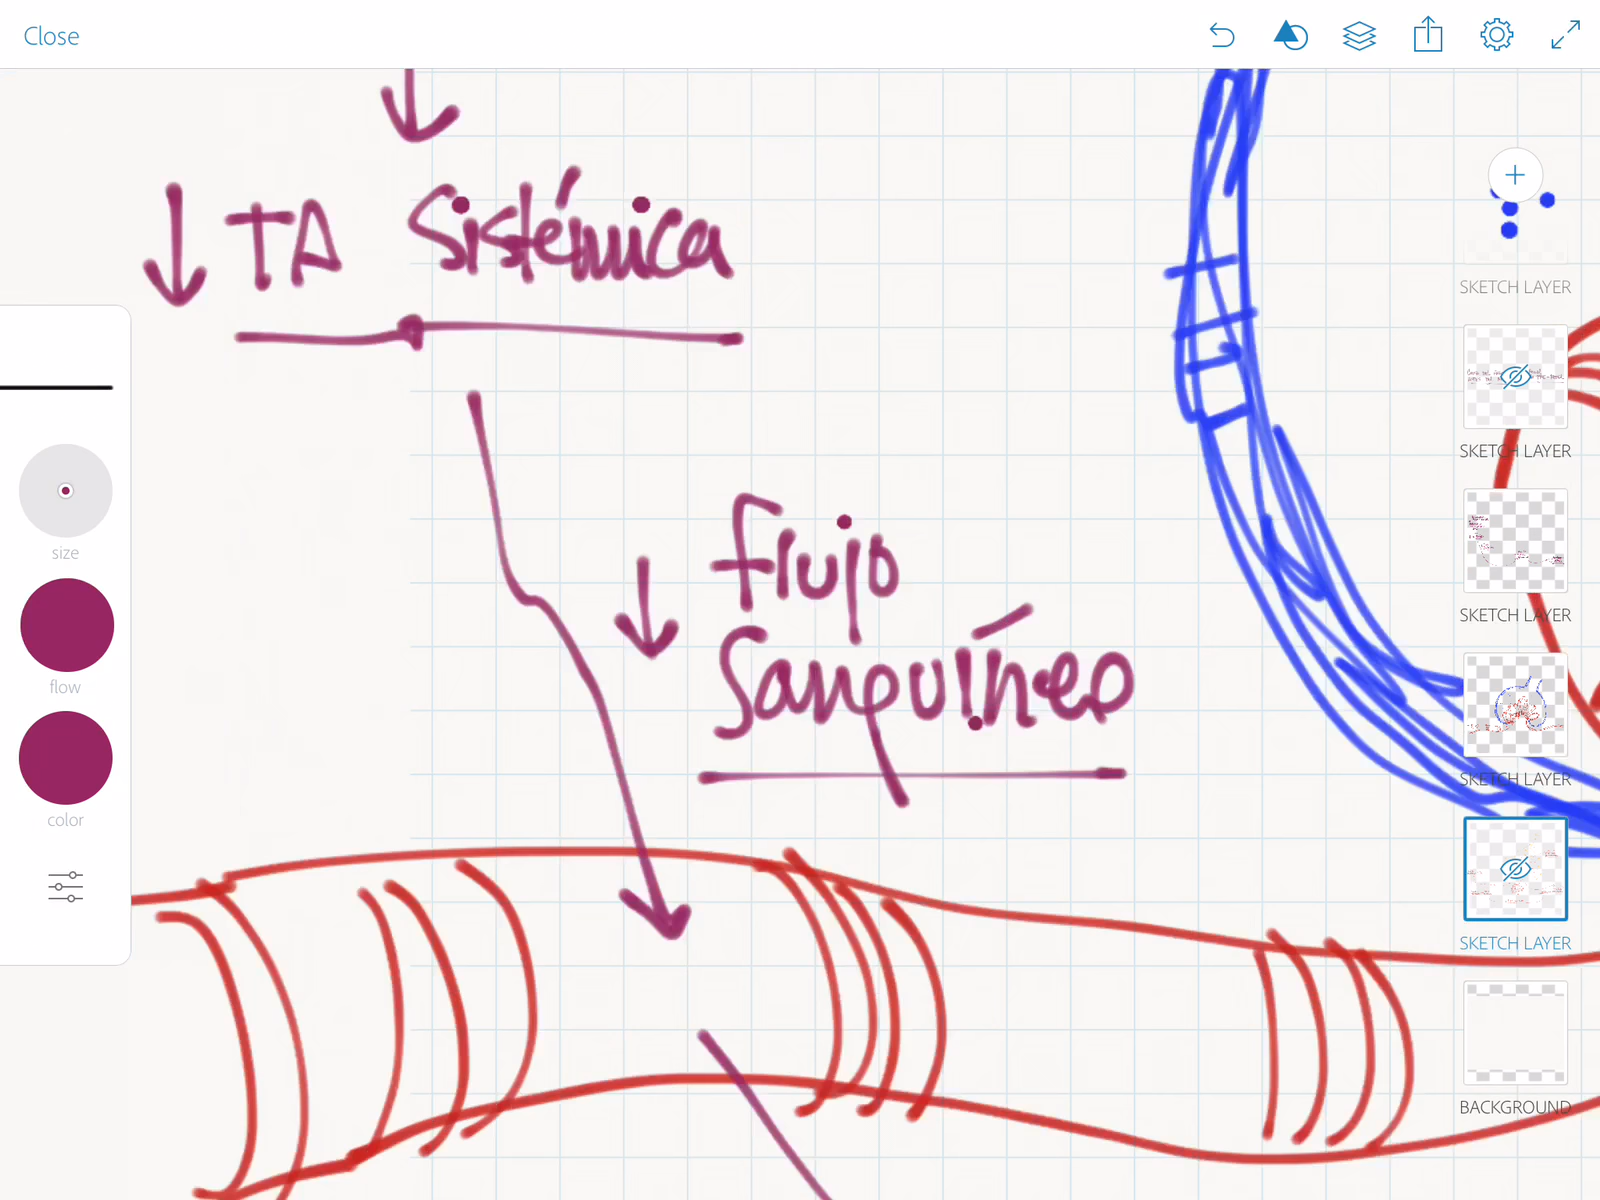 Close
↓ TA Sistémica
↓ Flujo
Sanguíneo
size
flow
color
SKETCH LAYER
SKETCH LAYER
SKETCH LAYER
SKETCH LAYER
SKETCH LAYER
BACKGROUND